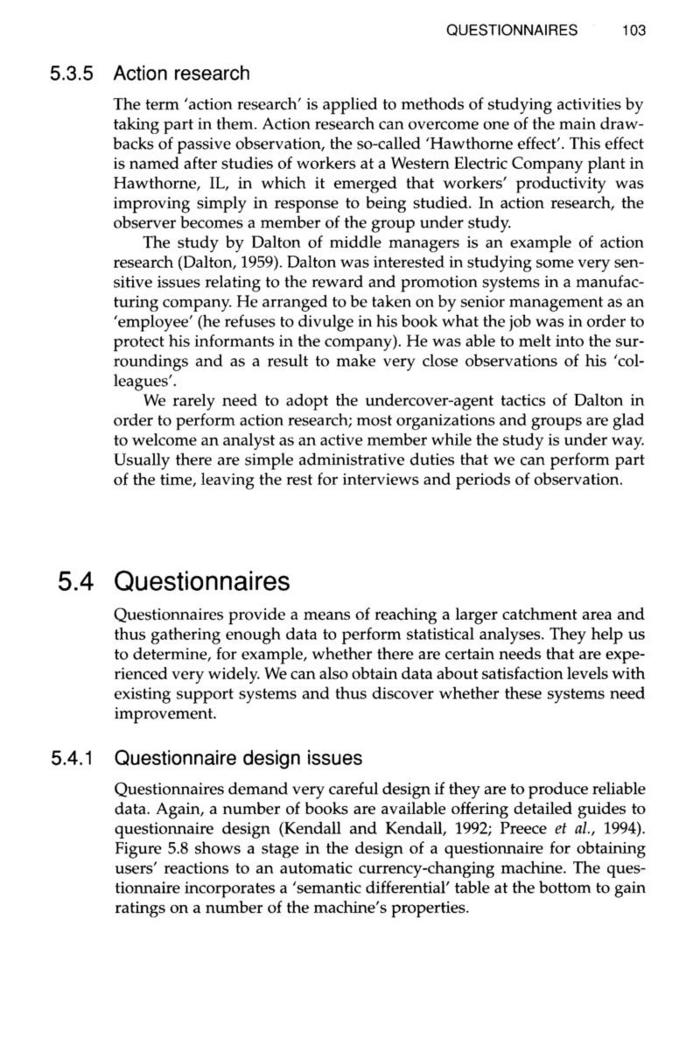 QUESTIONNAIRES 103
5.3.5 Action research
The term 'action research' is applied to methods of studying activities by
taking part in them. Action research can overcome one of the main draw-
backs of passive observation, the so-called 'Hawthorne effect'. This effect
is named after studies of workers at a Western Electric Company plant in
Hawthorne, IL, in which it emerged that workers' productivity was
improving simply in response to being studied. In action research, the
observer becomes a member of the group under study.
The study by Dalton of middle managers is an example of action
research (Dalton, 1959). Dalton was interested in studying some very sen-
sitive issues relating to the reward and promotion systems in a manufac-
turing company. He arranged to be taken on by senior management as an
'employee' (he refuses to divulge in his book what the job was in order to
protect his informants in the company). He was able to melt into the sur-
roundings and as a result to make very close observations of his 'col-
leagues'.
We rarely need to adopt the undercover-agent tactics of Dalton in
order to perform action research; most organizations and groups are glad
to welcome an analyst as an active member while the study is under way.
Usually there are simple administrative duties that we can perform part
of the time, leaving the rest for interviews and periods of observation.
5.4 Questionnaires
Questionnaires provide a means of reaching a larger catchment area and
thus gathering enough data to perform statistical analyses. They help us
to determine, for example, whether there are certain needs that are expe-
rienced very widely. We can also obtain data about satisfaction levels with
existing support systems and thus discover whether these systems need
improvement.
5.4.1 Questionnaire design issues
Questionnaires demand very careful design if they are to produce reliable
data. Again, a number of books are available offering detailed guides to
questionnaire design (Kendall and Kendall, 1992; Preece et al., 1994).
Figure 5.8 shows a stage in the design of a questionnaire for obtaining
users' reactions to an automatic currency-changing machine. The ques-
tionnaire incorporates a 'semantic differential' table at the bottom to gain
ratings on a number of the machine's properties.